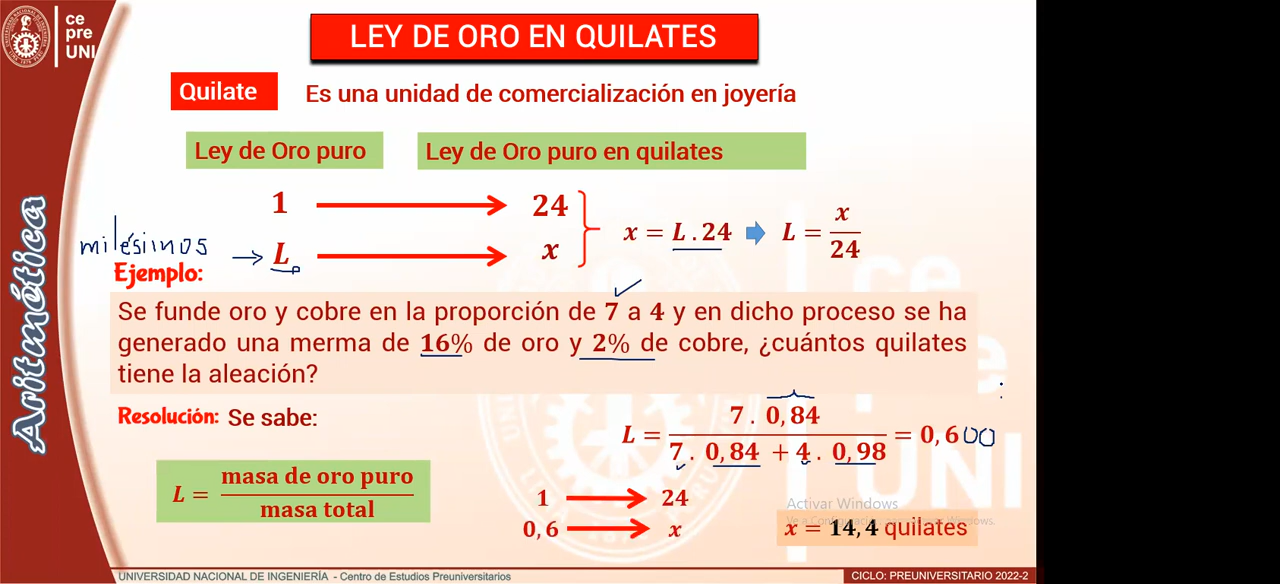 ce
pre
UNI
LEY DE ORO EN QUILATES
Quilate Es una unidad de comercialización en joyería
Ley de Oro puro Ley de Oro puro en quilates
1 → 24
milésimos → L → x
x = L . 24 ➡ L = x/24
Ejemplo:
Se funde oro y cobre en la proporción de 7 a 4 y en dicho proceso se ha
generado una merma de 16% de oro y 2% de cobre, ¿cuántos quilates
tiene la aleación?
Resolución: Se sabe:
L = masa de oro puro / masa total
L = 7 . 0,84 / 7 . 0,84 + 4 . 0,98 = 0,600
1 → 24
0,6 → x
Activar Windows
x = 14,4 quilates
Aritmética
UNIVERSIDAD NACIONAL DE INGENIERÍA - Centro de Estudios Preuniversitarios
CICLO: PREUNIVERSITARIO 2022-2